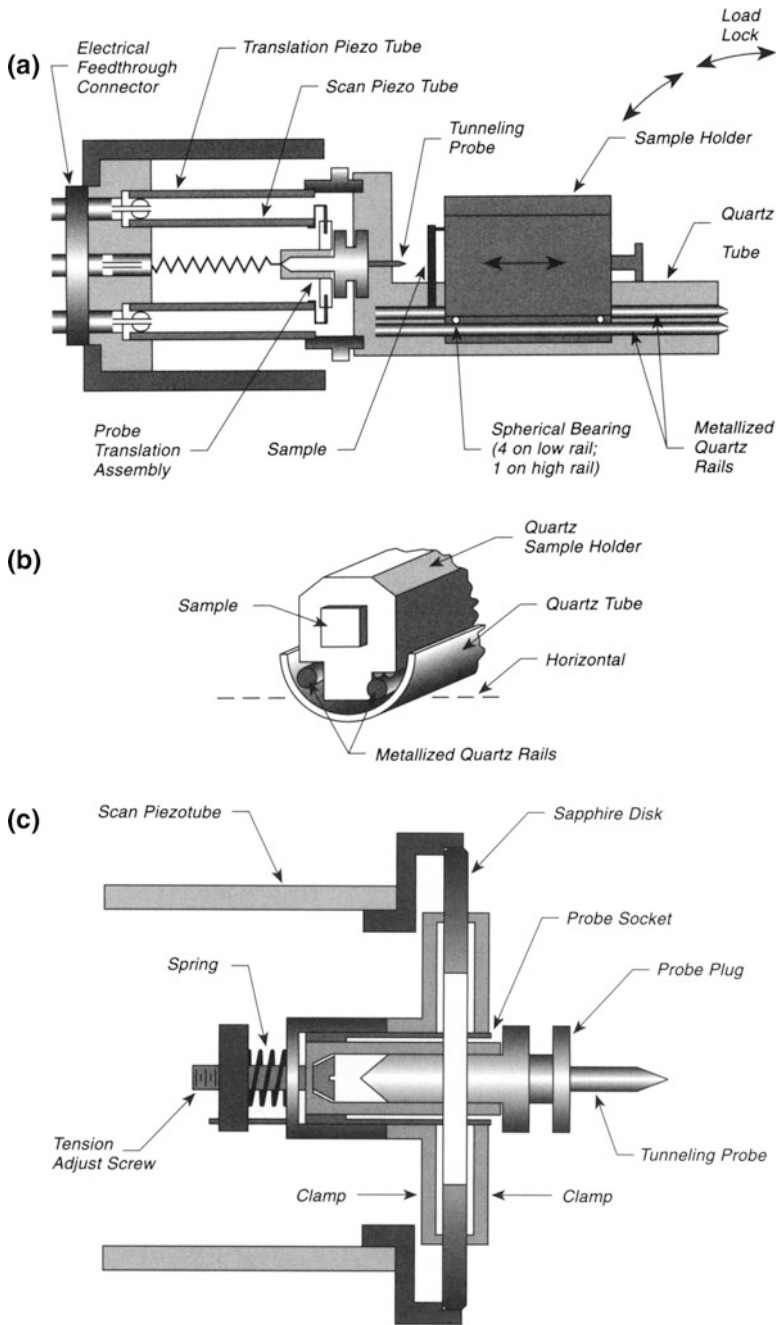 (a)
Electrical
Feedthrough
Connector
Translation Piezo Tube
Scan Piezo Tube
Tunneling
Probe
Load
Lock
Sample Holder
Quartz
Tube
Probe
Translation
Assembly
Sample
Spherical Bearing
(4 on low rail;
1 on high rail)
Metallized
Quartz
Rails
(b)
Quartz
Sample Holder
Sample
Quartz Tube
Horizontal
Metallized Quartz Rails
(c)
Scan Piezotube
Sapphire Disk
Probe Socket
Spring
Probe Plug
Tension
Adjust Screw
Tunneling Probe
Clamp
Clamp